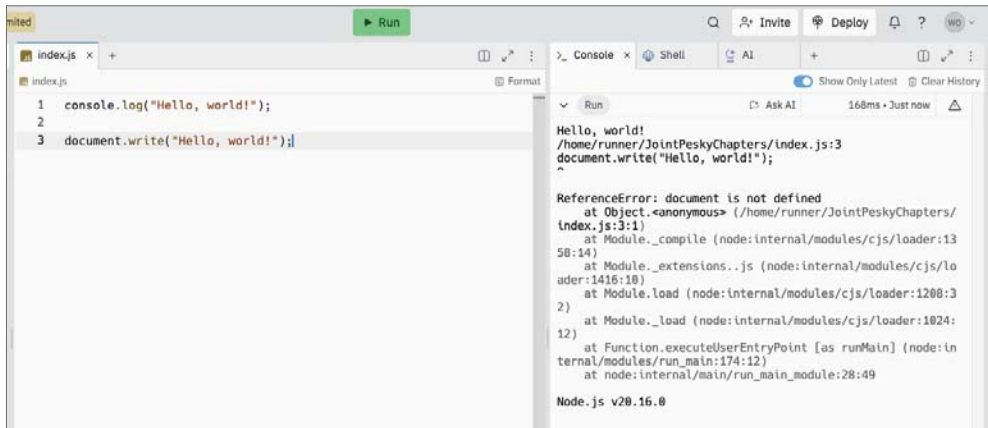 mited
Run
Invite
Deploy
?
WO
index.js × +
index.js
Format
1 console.log("Hello, world!");
2
3 document.write("Hello, world!");
>_ Console × Shell AI +
Show Only Latest Clear History
Run Ask AI 168ms • Just now
Hello, world!
/home/runner/JointPeskyChapters/index.js:3
document.write("Hello, world!");
^
ReferenceError: document is not defined
at Object.<anonymous> (/home/runner/JointPeskyChapters/
index.js:3:1)
at Module._compile (node:internal/modules/cjs/loader:13
58:14)
at Module._extensions..js (node:internal/modules/cjs/lo
ader:1416:10)
at Module.load (node:internal/modules/cjs/loader:1208:3
2)
at Module._load (node:internal/modules/cjs/loader:1024:
12)
at Function.executeUserEntryPoint [as runMain] (node:in
ternal/modules/run_main:174:12)
at node:internal/main/run_main_module:28:49
Node.js v20.16.0